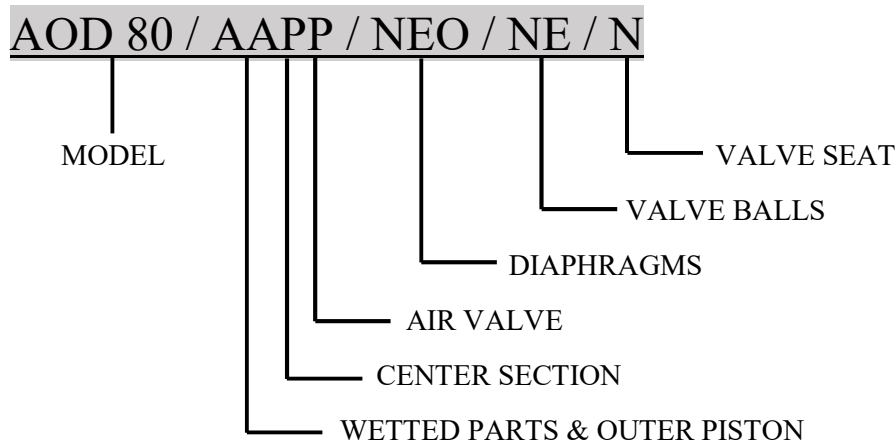 AOD 80 / AAPP / NEO / NE / N
MODEL
VALVE SEAT
VALVE BALLS
DIAPHRAGMS
AIR VALVE
CENTER SECTION
WETTED PARTS & OUTER PISTON